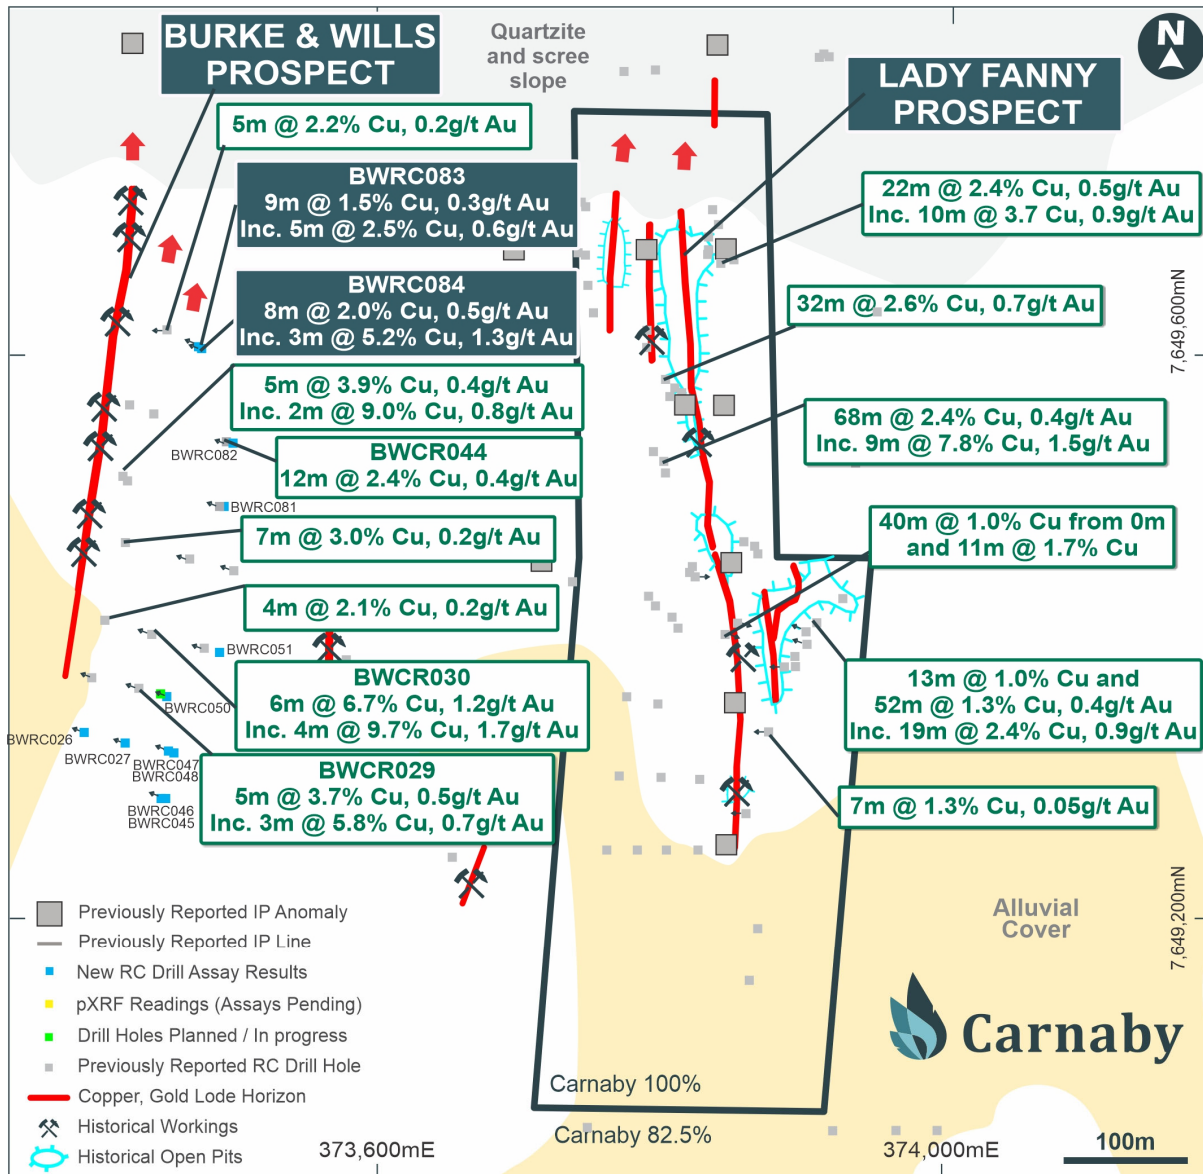 BURKE & WILLS
PROSPECT
Quartzite
and scree
slope
N
LADY FANNY
PROSPECT
5m @ 2.2% Cu, 0.2g/t Au
BWRC083
9m @ 1.5% Cu, 0.3g/t Au
Inc. 5m @ 2.5% Cu, 0.6g/t Au
22m @ 2.4% Cu, 0.5g/t Au
Inc. 10m @ 3.7 Cu, 0.9g/t Au
BWRC084
8m @ 2.0% Cu, 0.5g/t Au
Inc. 3m @ 5.2% Cu, 1.3g/t Au
32m @ 2.6% Cu, 0.7g/t Au
7,649,600mN
5m @ 3.9% Cu, 0.4g/t Au
Inc. 2m @ 9.0% Cu, 0.8g/t Au
68m @ 2.4% Cu, 0.4g/t Au
Inc. 9m @ 7.8% Cu, 1.5g/t Au
BWRC082
BWCR044
12m @ 2.4% Cu, 0.4g/t Au
BWRC081
40m @ 1.0% Cu from 0m
and 11m @ 1.7% Cu
7m @ 3.0% Cu, 0.2g/t Au
4m @ 2.1% Cu, 0.2g/t Au
BWRC051
BWCR030
6m @ 6.7% Cu, 1.2g/t Au
Inc. 4m @ 9.7% Cu, 1.7g/t Au
13m @ 1.0% Cu and
52m @ 1.3% Cu, 0.4g/t Au
Inc. 19m @ 2.4% Cu, 0.9g/t Au
BWRC050
BWRC026
BWRC027
BWRC047
BWRC048
BWCR029
5m @ 3.7% Cu, 0.5g/t Au
Inc. 3m @ 5.8% Cu, 0.7g/t Au
7m @ 1.3% Cu, 0.05g/t Au
BWRC046
BWRC045
Previously Reported IP Anomaly
Previously Reported IP Line
New RC Drill Assay Results
pXRF Readings (Assays Pending)
Drill Holes Planned / In progress
Previously Reported RC Drill Hole
Copper, Gold Lode Horizon
Historical Workings
Historical Open Pits
Alluvial
Cover
7,649,200mN
Carnaby
Carnaby 100%
Carnaby 82.5%
373,600mE
374,000mE
100m